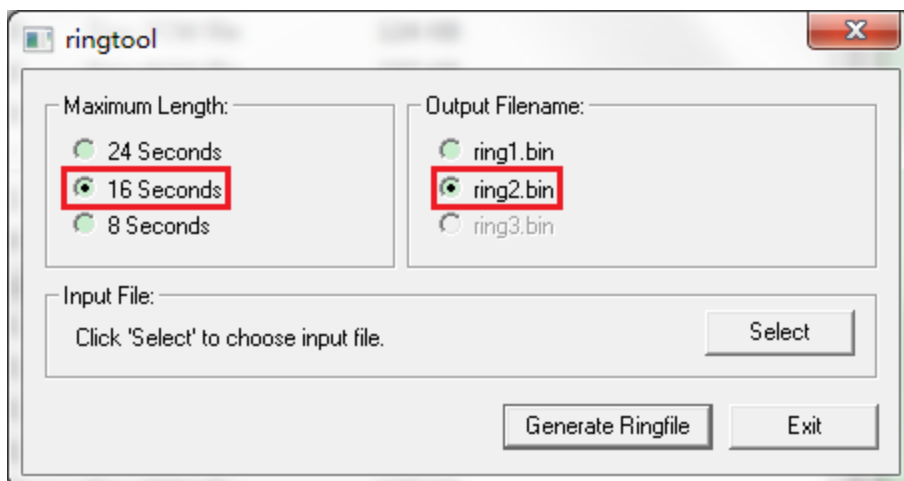 ringtool
Maximum Length:
24 Seconds
16 Seconds
8 Seconds
Output Filename:
ring1.bin
ring2.bin
ring3.bin
Input File:
Click 'Select' to choose input file.
Select
Generate Ringfile
Exit